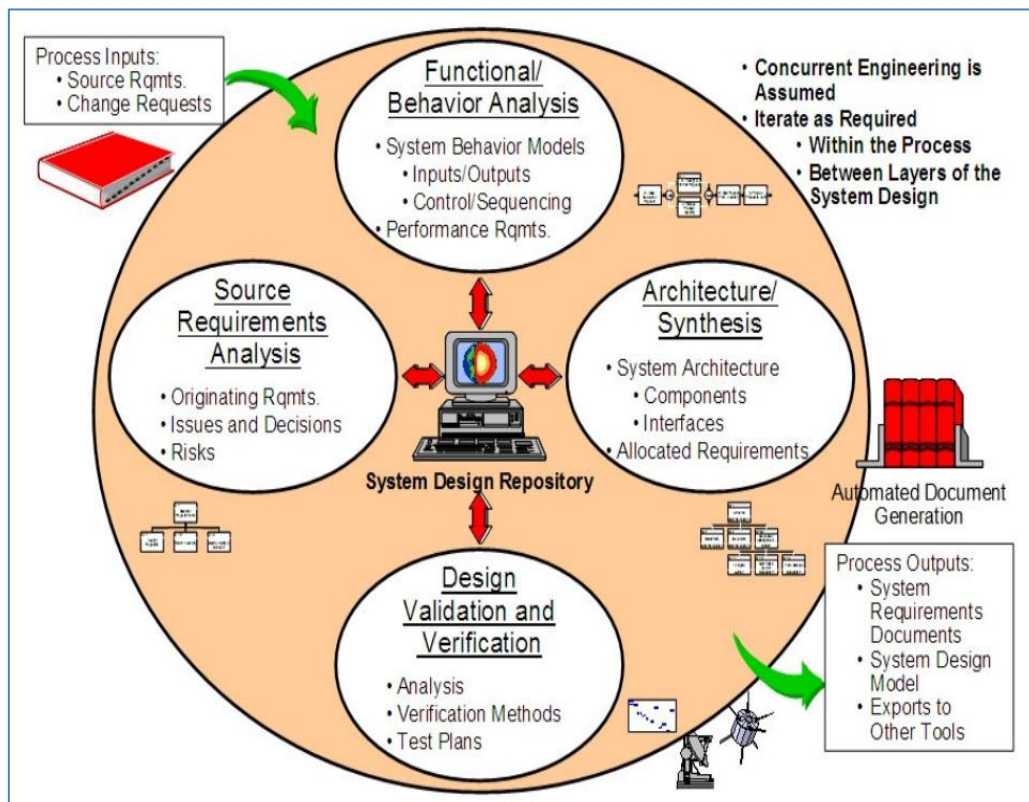 Process Inputs:
• Source Rqmts.
• Change Requests
Functional/
Behavior Analysis
• System Behavior Models
• Inputs/Outputs
• Control/Sequencing
• Performance Rqmts.
• Concurrent Engineering is
Assumed
• Iterate as Required
• Within the Process
• Between Layers of the
System Design
Source
Requirements
Analysis
• Originating Rqmts.
• Issues and Decisions
• Risks
System Design Repository
Architecture/
Synthesis
• System Architecture
• Components
• Interfaces
• Allocated Requirements
Automated Document
Generation
Design
Validation and
Verification
• Analysis
• Verification Methods
• Test Plans
Process Outputs:
• System
Requirements
Documents
• System Design
Model
• Exports to
Other Tools